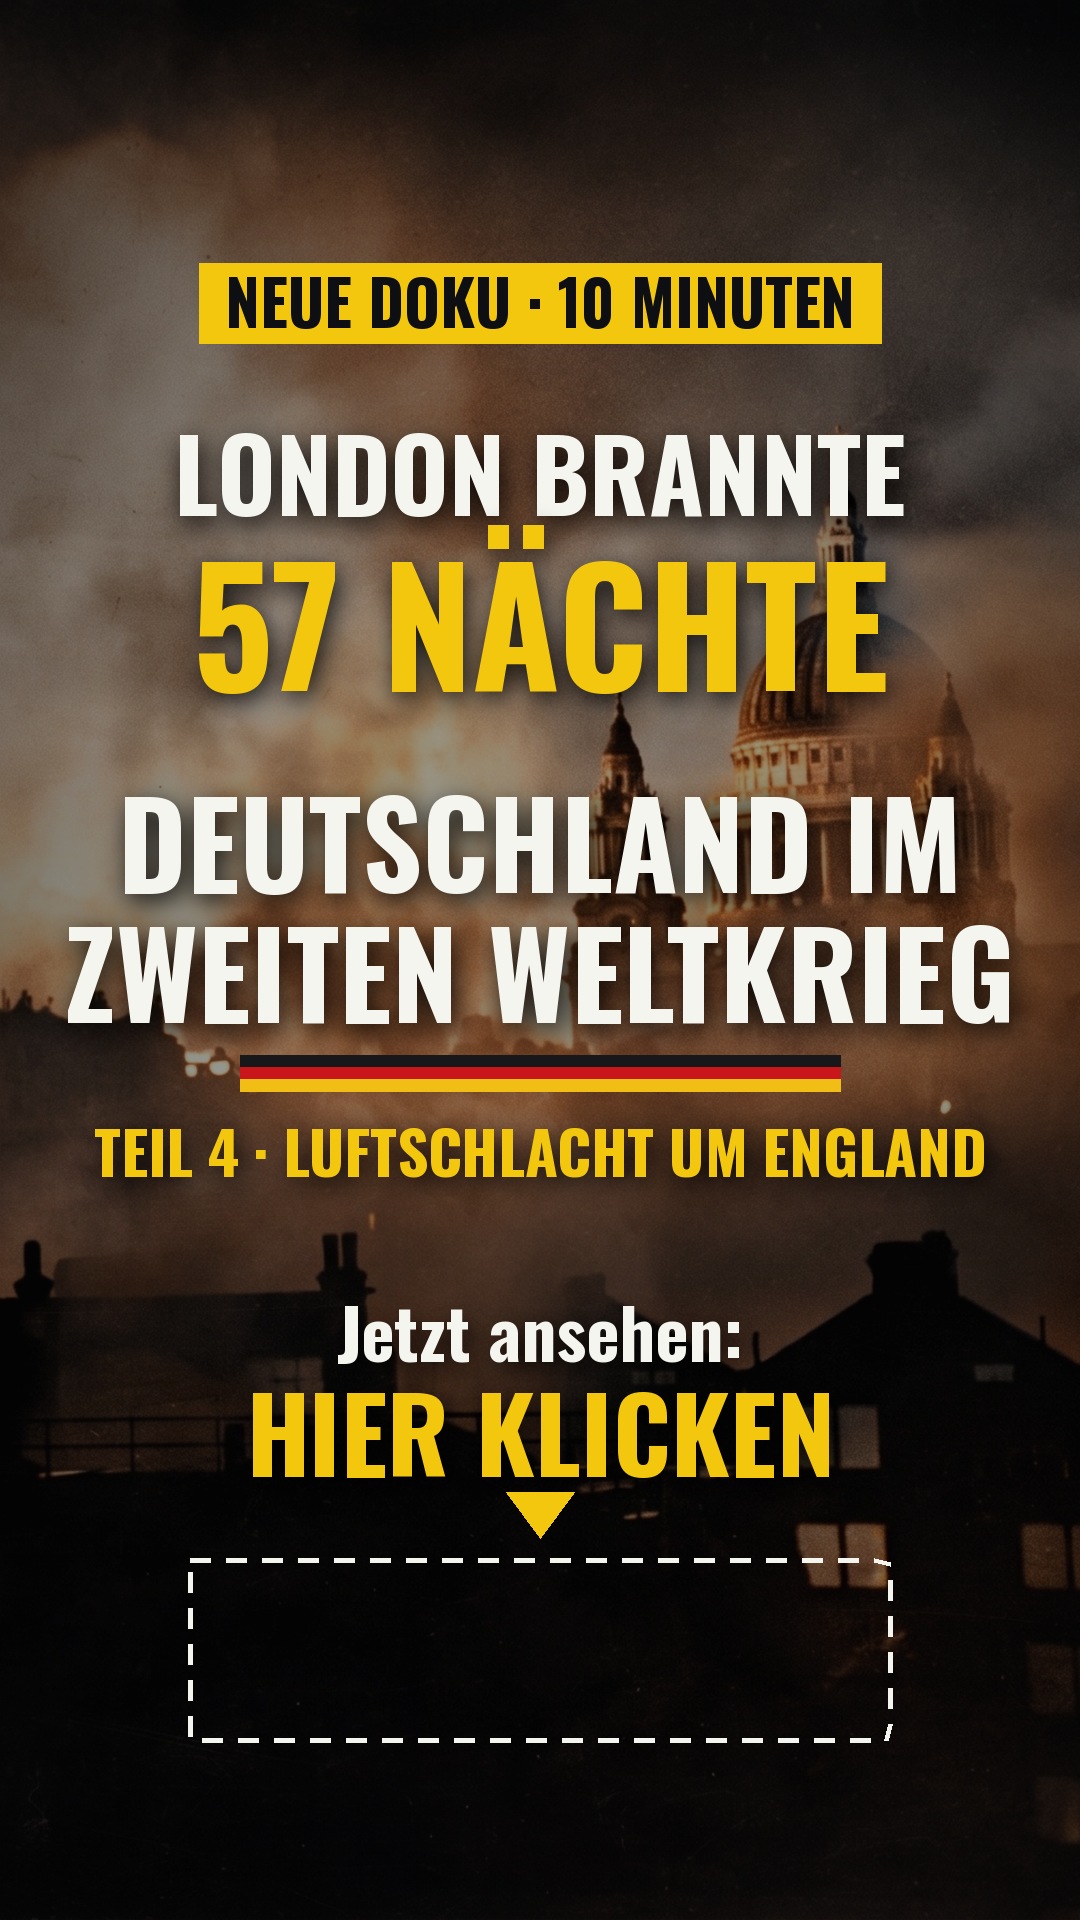 NEUE DOKU · 10 MINUTEN
LONDON BRANNTE
57 NÄCHTE
DEUTSCHLAND IM
ZWEITEN WELTKRIEG
TEIL 4 · LUFTSCHLACHT UM ENGLAND
Jetzt ansehen:
HIER KLICKEN